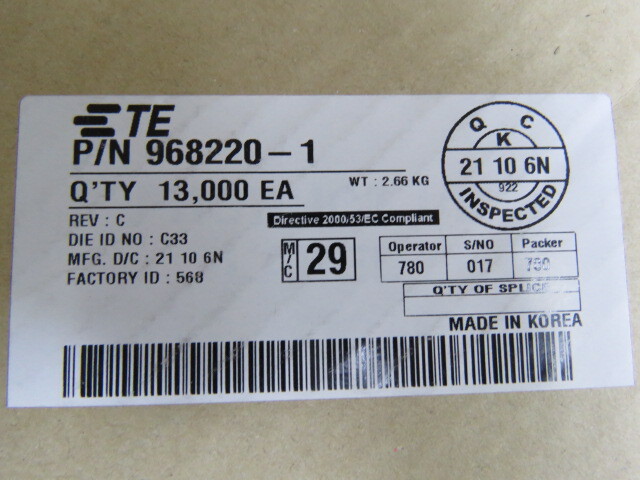 TE
P/N 968220-1
Q'TY 13,000 EA
WT : 2.66 KG
REV : C
Directive 2000/53/EC Compliant
DIE ID NO : C33
MFG. D/C : 21 10 6N
FACTORY ID : 568
M/C 29
Operator S/NO Packer
780 017
Q'TY OF SPLICE
MADE IN KOREA
Q C
K
21 10 6N
922
INSPECTED